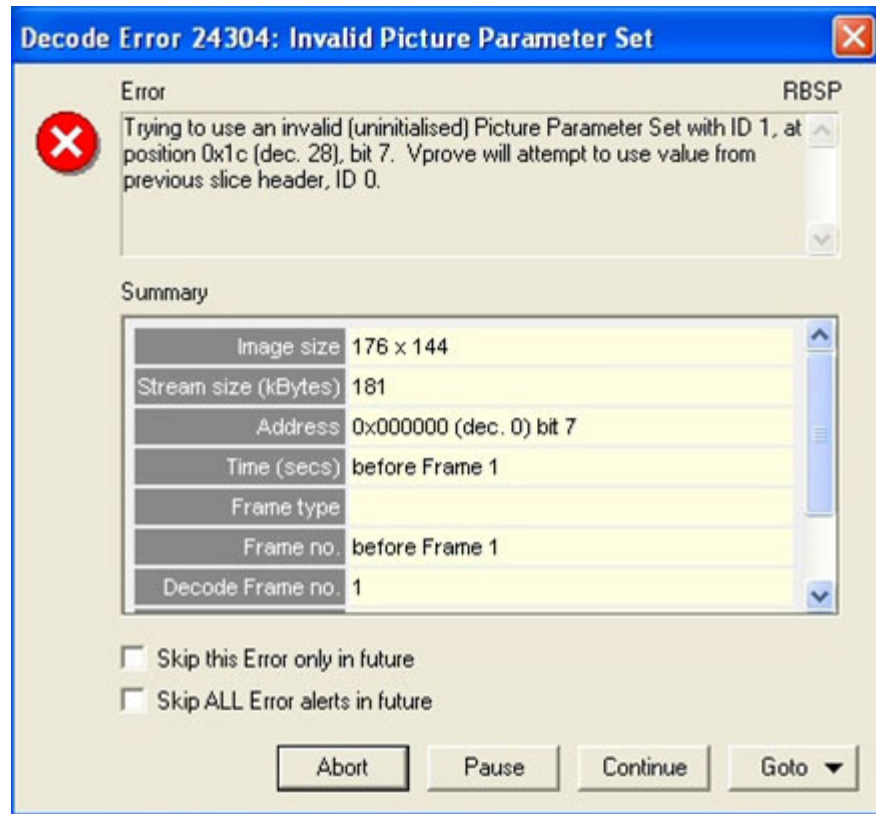 Decode Error 24304: Invalid Picture Parameter Set
Error RBSP
Trying to use an invalid (uninitialised) Picture Parameter Set with ID 1, at
position 0x1c (dec. 28), bit 7. Vprove will attempt to use value from
previous slice header, ID 0.
Summary
Image size 176 x 144
Stream size (kBytes) 181
Address 0x000000 (dec. 0) bit 7
Time (secs) before Frame 1
Frame type
Frame no. before Frame 1
Decode Frame no. 1
Skip this Error only in future
Skip ALL Error alerts in future
Abort Pause Continue Goto